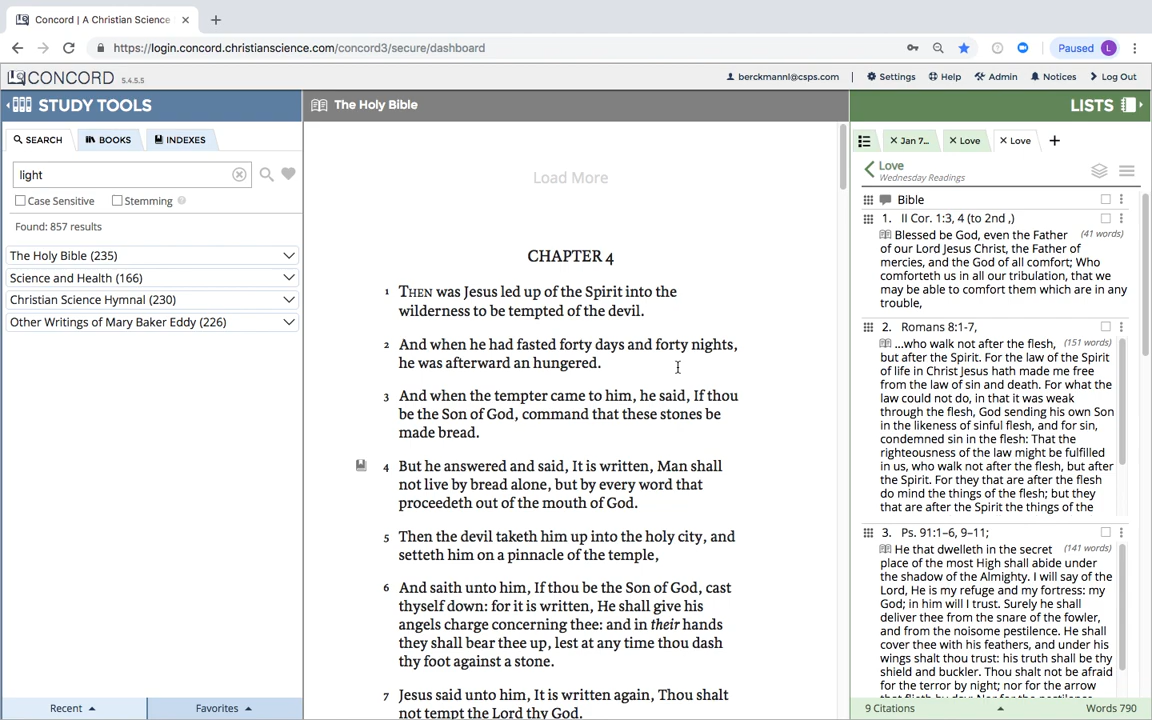 Concord | A Christian Science
https://login.concord.christianscience.com/concord3/secure/dashboard
Paused L
CONCORD 5.4.5.5
berckmannl@csps.com | Settings Help Admin Notices Log Out
STUDY TOOLS
The Holy Bible
LISTS
SEARCH BOOKS INDEXES
light
Case Sensitive Stemming
Found: 857 results
The Holy Bible (235)
Science and Health (166)
Christian Science Hymnal (230)
Other Writings of Mary Baker Eddy (226)
Recent
Favorites
Load More
CHAPTER 4
1 THEN was Jesus led up of the Spirit into the
wilderness to be tempted of the devil.
2 And when he had fasted forty days and forty nights,
he was afterward an hungered.
3 And when the tempter came to him, he said, If thou
be the Son of God, command that these stones be
made bread.
4 But he answered and said, It is written, Man shall
not live by bread alone, but by every word that
proceedeth out of the mouth of God.
5 Then the devil taketh him up into the holy city, and
setteth him on a pinnacle of the temple,
6 And saith unto him, If thou be the Son of God, cast
thyself down: for it is written, He shall give his
angels charge concerning thee: and in their hands
they shall bear thee up, lest at any time thou dash
thy foot against a stone.
7 Jesus said unto him, It is written again, Thou shalt
not tempt the Lord thy God.
Jan 7... Love Love
Love
Wednesday Readings
Bible
1. II Cor. 1:3, 4 (to 2nd ,)
Blessed be God, even the Father (41 words)
of our Lord Jesus Christ, the Father of
mercies, and the God of all comfort; Who
comforteth us in all our tribulation, that we
may be able to comfort them which are in any
trouble,
2. Romans 8:1-7,
...who walk not after the flesh, (151 words)
but after the Spirit. For the law of the Spirit
of life in Christ Jesus hath made me free
from the law of sin and death. For what the
law could not do, in that it was weak
through the flesh, God sending his own Son
in the likeness of sinful flesh, and for sin,
condemned sin in the flesh: That the
righteousness of the law might be fulfilled
in us, who walk not after the flesh, but after
the Spirit. For they that are after the flesh
do mind the things of the flesh; but they
that are after the Spirit the things of the
3. Ps. 91:1–6, 9–11;
He that dwelleth in the secret (141 words)
place of the most High shall abide under
the shadow of the Almighty. I will say of the
Lord, He is my refuge and my fortress: my
God; in him will I trust. Surely he shall
deliver thee from the snare of the fowler,
and from the noisome pestilence. He shall
cover thee with his feathers, and under his
wings shalt thou trust: his truth shall be thy
shield and buckler. Thou shalt not be afraid
for the terror by night; nor for the arrow
9 Citations
Words 790